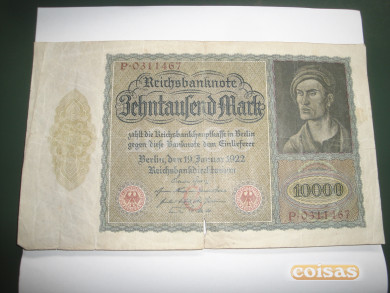 P·0311467
Reichsbanknote
Zehntausend Mark
zahlt die Reichsbankhauptkasse in Berlin
gegen diese Banknote dem Einlieferer
Berlin, den 19. Januar 1922
Reichsbankdirektorium
10000
P·0311467
coisas